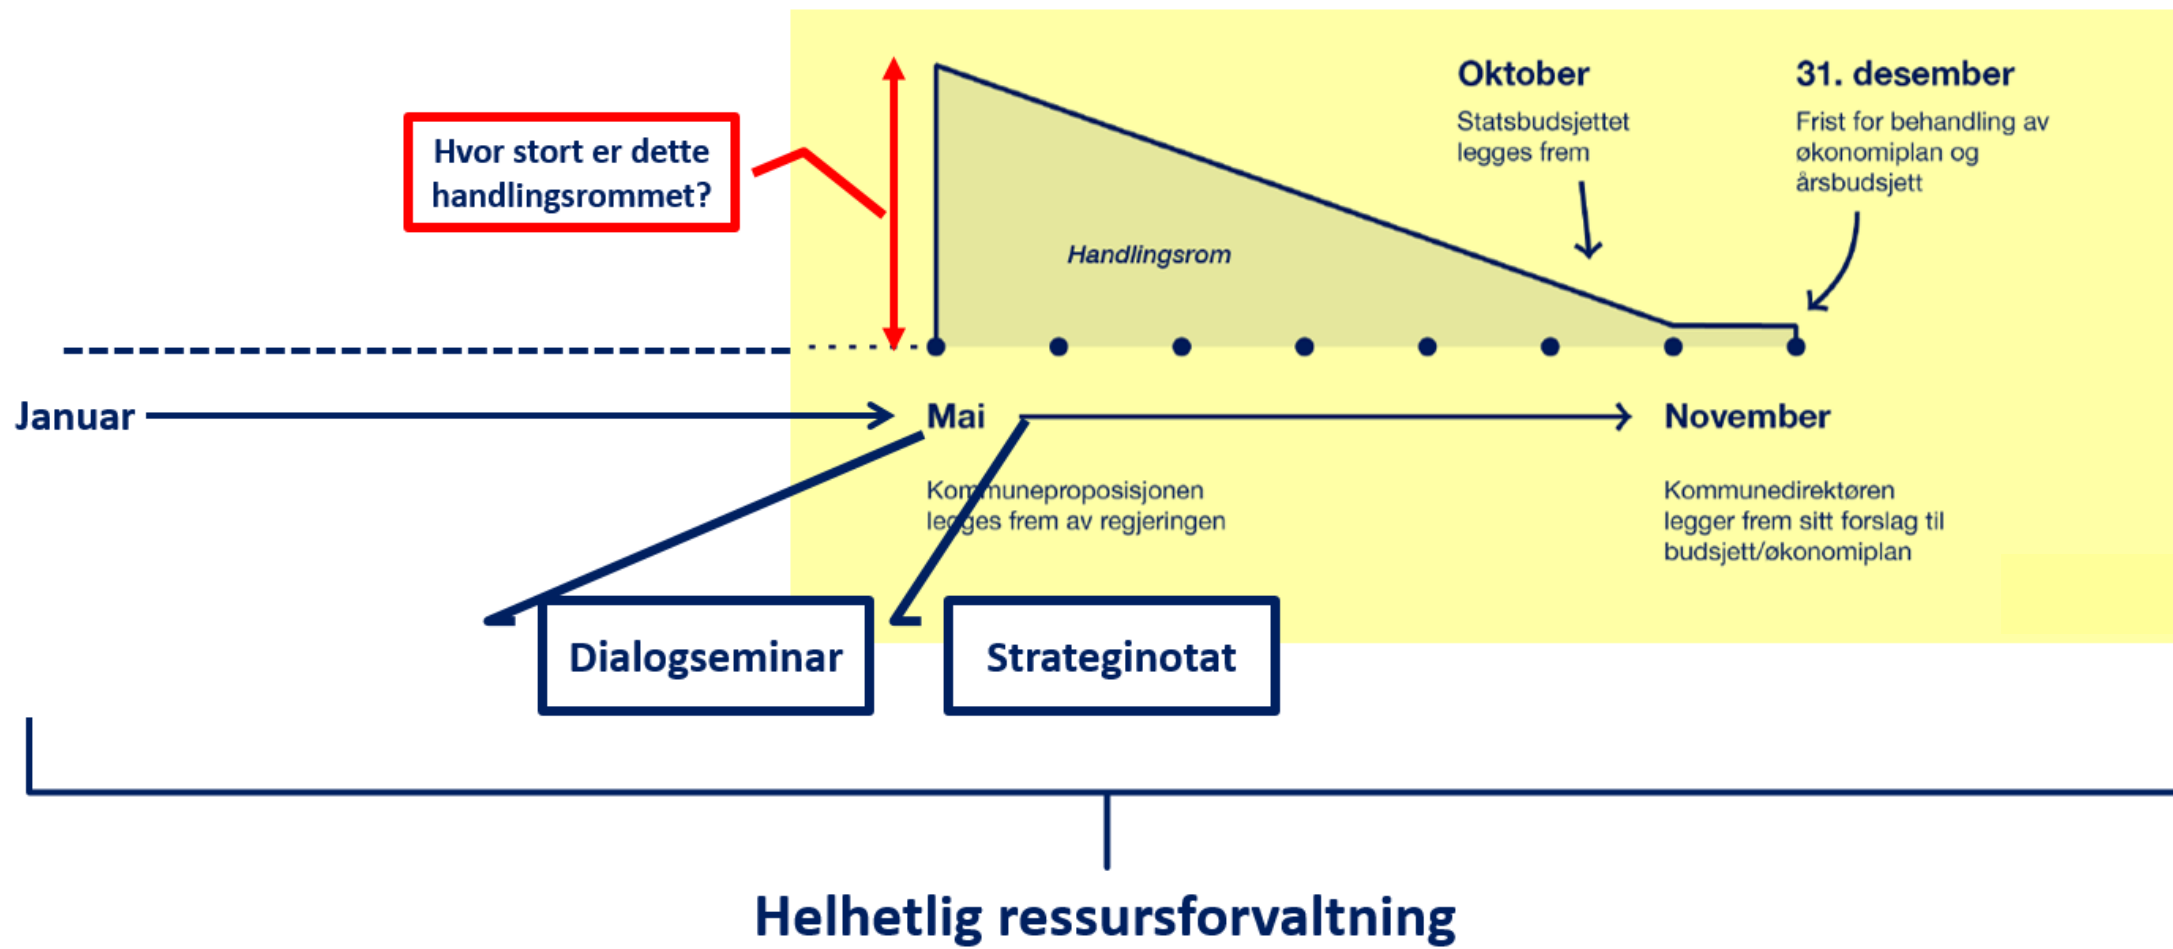 Oktober
Statsbudsjettet
legges frem
31. desember
Frist for behandling av
økonomiplan og
årsbudsjett
Hvor stort er dette
handlingsrommet?
Handlingsrom
Januar
Mai
November
Kommuneproposisjonen
legges frem av regjeringen
Kommunedirektøren
legger frem sitt forslag til
budsjett/økonomiplan
Dialogseminar
Strateginotat
Helhetlig ressursforvaltning